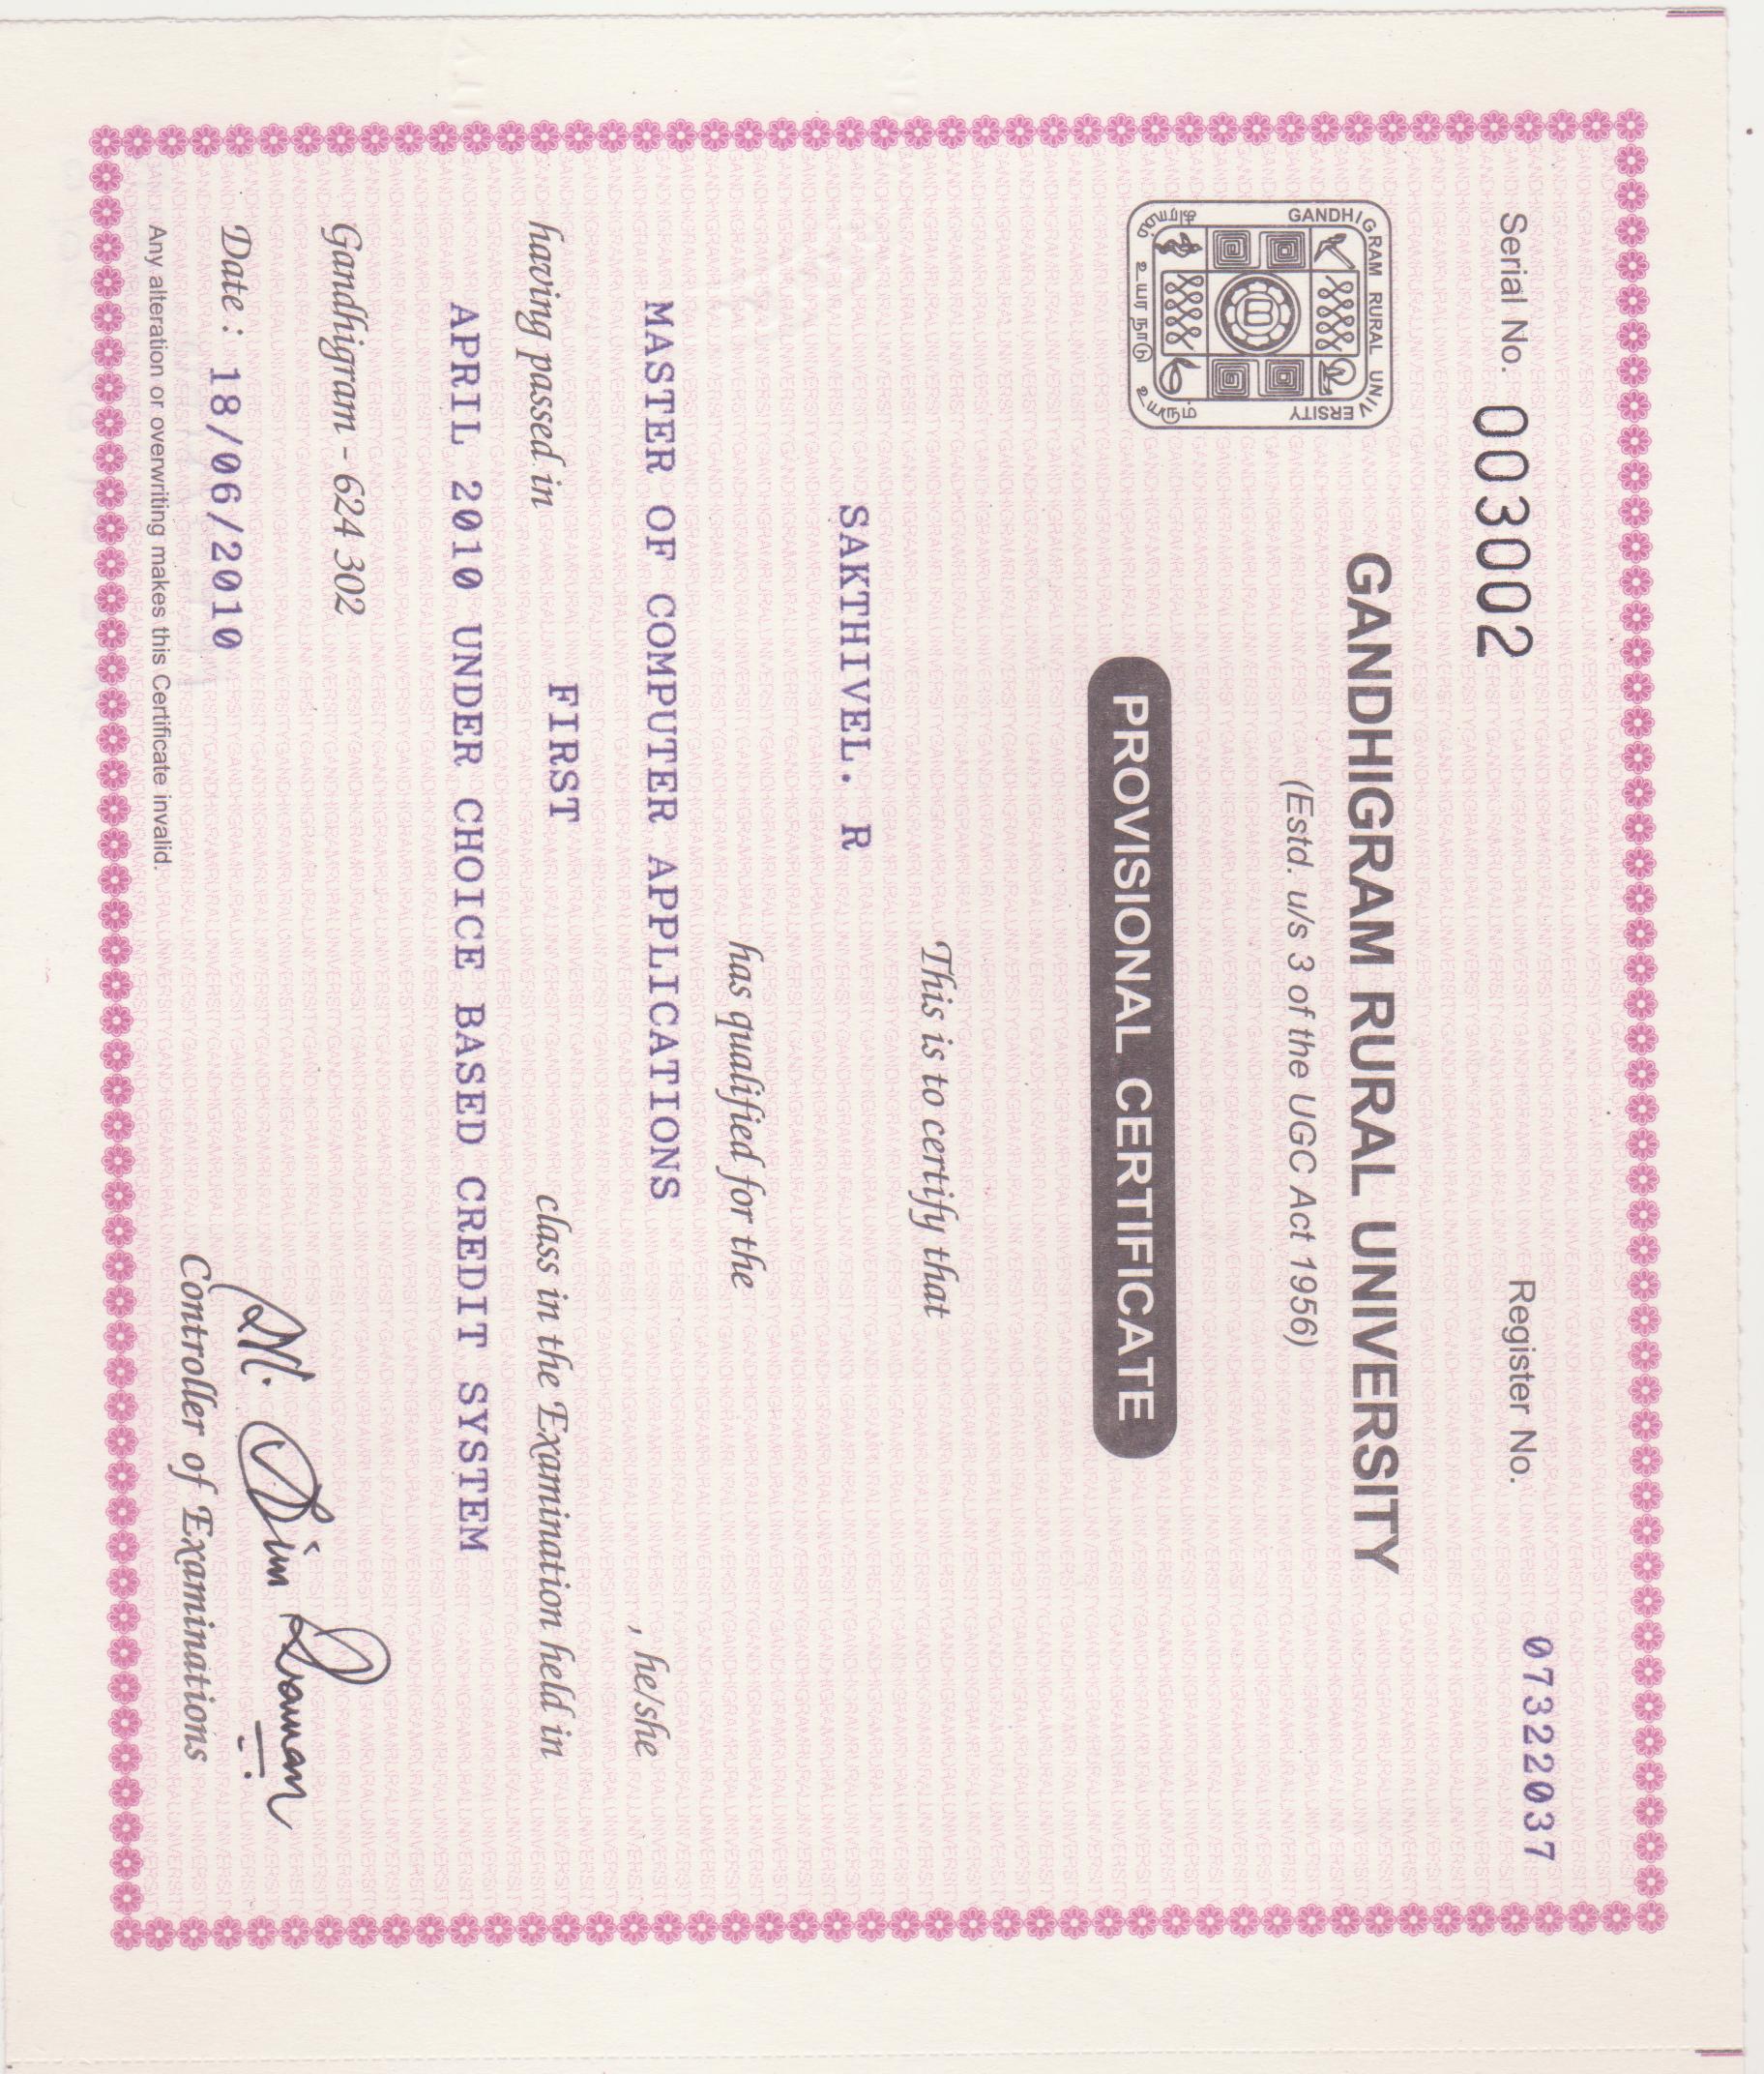 Serial No. 003002 Register No. 07322037
GANDHIGRAM RURAL UNIVERSITY
(Estd. u/s 3 of the UGC Act 1956)
GANDHIGRAM RURAL UNIVERSITY
கிராமம் உயர நாடு உயரும்
PROVISIONAL CERTIFICATE
This is to certify that
SAKTHIVEL. R
has qualified for the
MASTER OF COMPUTER APPLICATIONS , he/she
having passed in FIRST class in the Examination held in
APRIL 2010 UNDER CHOICE BASED CREDIT SYSTEM
Gandhigram - 624 302
Date : 18/06/2010
Controller of Examinations
Any alteration or overwriting makes this Certificate invalid.